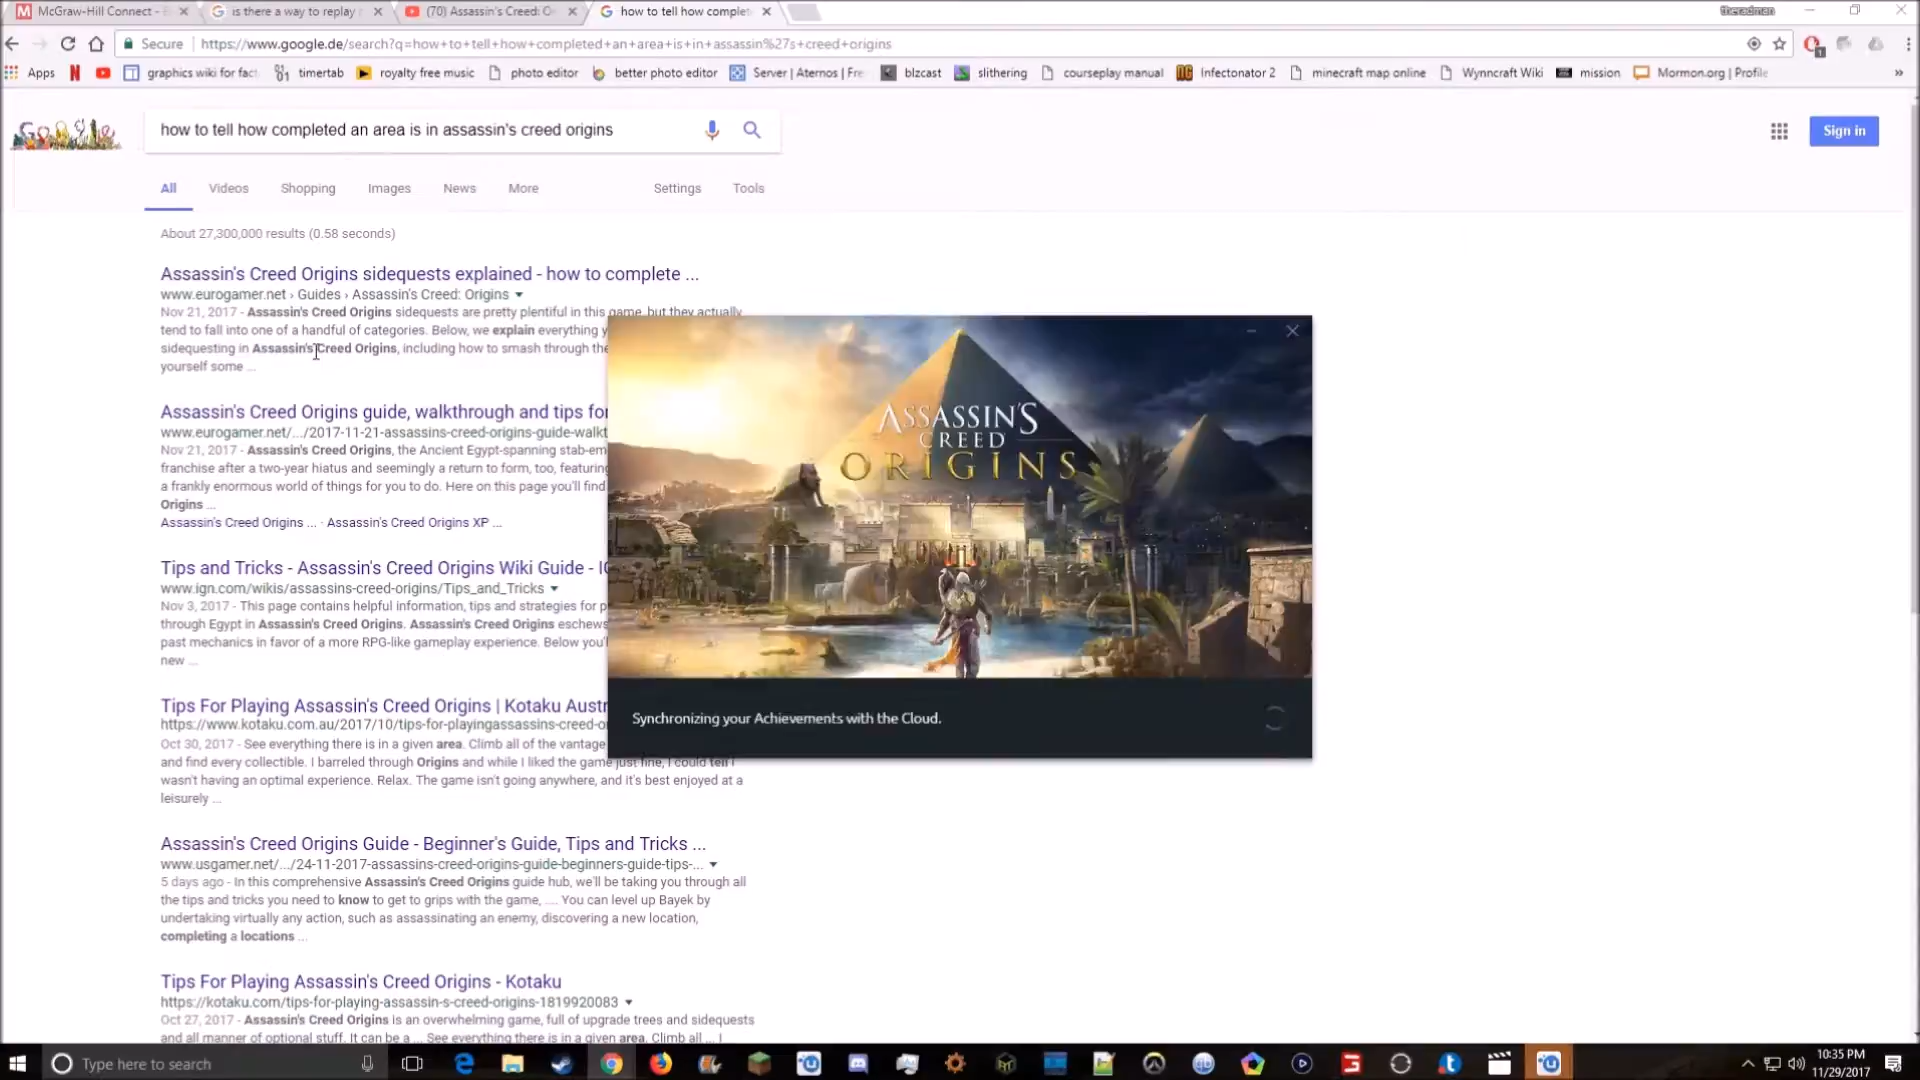 McGraw-Hill Connect -
is there a way to replay
(70) Assassin's Creed: O
how to tell how complet
theradman
Secure
https://www.google.de/search?q=how+to+tell+how+completed+an+area+is+in+assassin%27s+creed+origins
1
Apps
graphics wiki for fact
timertab
royalty free music
photo editor
better photo editor
Server | Aternos | Fre
blzcast
slithering
courseplay manual
Infectonator 2
minecraft map online
Wynncraft Wiki
mission
Mormon.org | Profile
»
how to tell how completed an area is in assassin's creed origins
Sign in
All
Videos
Shopping
Images
News
More
Settings
Tools
About 27,300,000 results (0.58 seconds)
Assassin's Creed Origins sidequests explained - how to complete ...
www.eurogamer.net › Guides › Assassin's Creed: Origins
Nov 21, 2017 - Assassin's Creed Origins sidequests are pretty plentiful in this game, but they actually
tend to fall into one of a handful of categories. Below, we explain everything y
sidequesting in Assassin's Creed Origins, including how to smash through the
yourself some ...
Assassin's Creed Origins guide, walkthrough and tips for
www.eurogamer.net/.../2017-11-21-assassins-creed-origins-guide-walkt
Nov 21, 2017 - Assassin's Creed Origins, the Ancient Egypt-spanning stab-em
franchise after a two-year hiatus and seemingly a return to form, too, featuring
a frankly enormous world of things for you to do. Here on this page you'll find
Origins ...
Assassin's Creed Origins ... · Assassin's Creed Origins XP ...
Tips and Tricks - Assassin's Creed Origins Wiki Guide - IG
www.ign.com/wikis/assassins-creed-origins/Tips_and_Tricks
Nov 3, 2017 - This page contains helpful information, tips and strategies for p
through Egypt in Assassin's Creed Origins. Assassin's Creed Origins eschews
past mechanics in favor of a more RPG-like gameplay experience. Below you'l
new ...
Tips For Playing Assassin's Creed Origins | Kotaku Austr
https://www.kotaku.com.au/2017/10/tips-for-playingassassins-creed-o
Oct 30, 2017 - See everything there is in a given area. Climb all of the vantage
and find every collectible. I barreled through Origins and while I liked the game just fine, I could tell I
wasn't having an optimal experience. Relax. The game isn't going anywhere, and it's best enjoyed at a
leisurely ...
Assassin's Creed Origins Guide - Beginner's Guide, Tips and Tricks ...
www.usgamer.net/.../24-11-2017-assassins-creed-origins-guide-beginners-guide-tips-...
5 days ago - In this comprehensive Assassin's Creed Origins guide hub, we'll be taking you through all
the tips and tricks you need to know to get to grips with the game, .... You can level up Bayek by
undertaking virtually any action, such as assassinating an enemy, discovering a new location,
completing a locations ...
Tips For Playing Assassin's Creed Origins - Kotaku
https://kotaku.com/tips-for-playing-assassin-s-creed-origins-1819920083
Oct 27, 2017 - Assassin's Creed Origins is an overwhelming game, full of upgrade trees and sidequests
and all manner of optional stuff. It can be a ... See everything there is in a given area. Climb all ... I
ASSASSIN'S
CREED
ORIGINS
Synchronizing your Achievements with the Cloud.
Type here to search
10:35 PM
11/29/2017